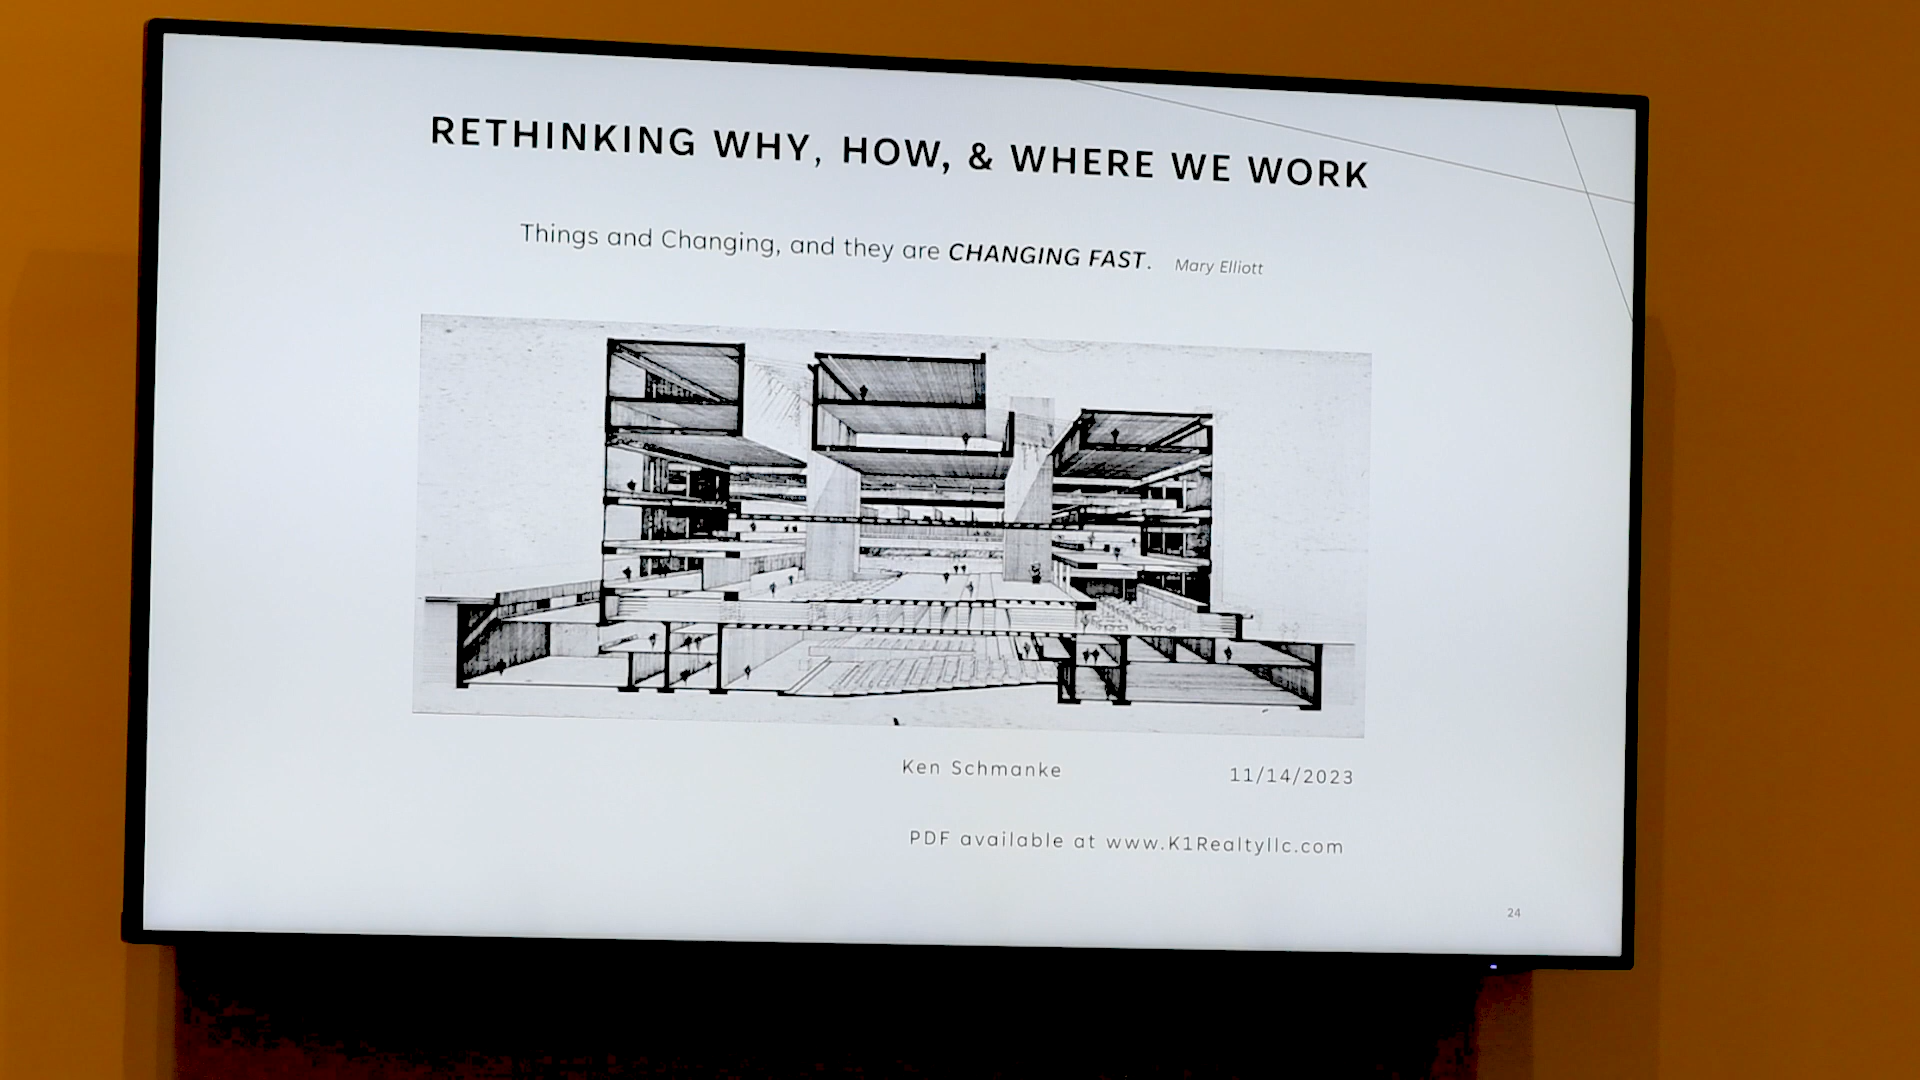 RETHINKING WHY, HOW, & WHERE WE WORK
Things and Changing, and they are CHANGING FAST. Mary Elliott
Ken Schmanke 11/14/2023
PDF available at www.K1Realtyllc.com
24